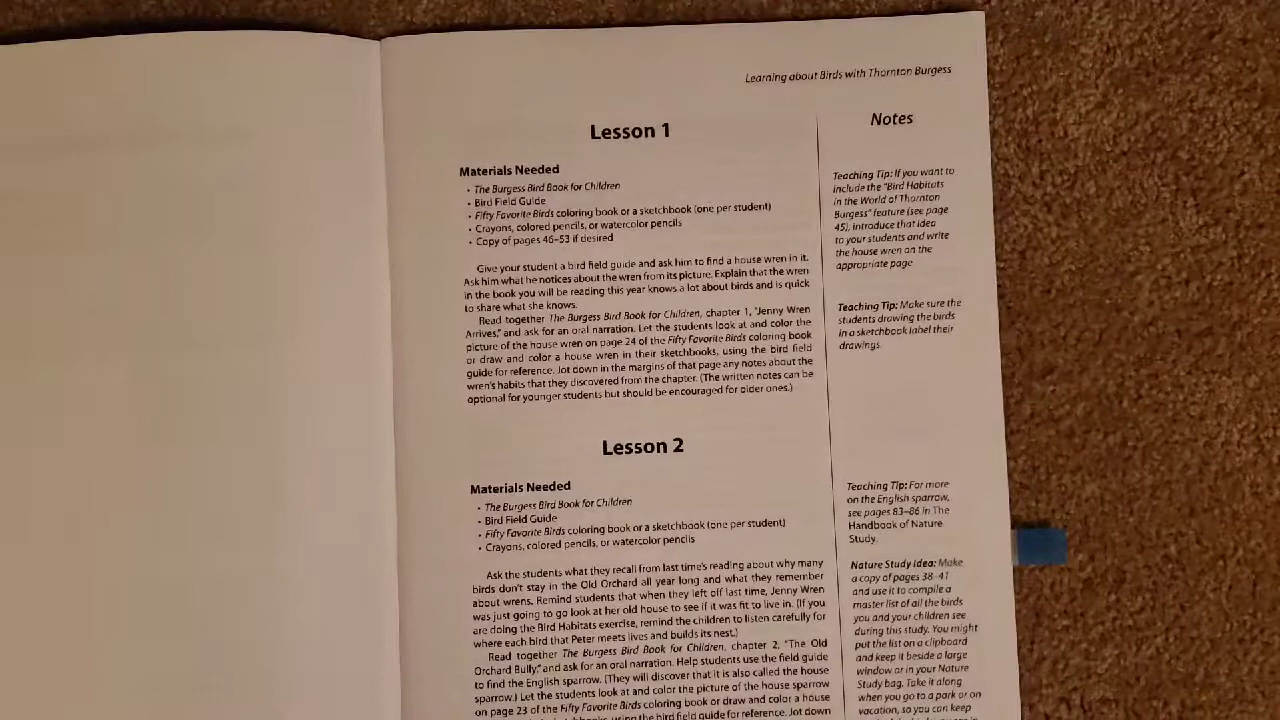 Learning about Birds with Thornton Burgess
Lesson 1
Materials Needed
• The Burgess Bird Book for Children
• Bird Field Guide
• Fifty Favorite Birds coloring book or a sketchbook (one per student)
• Crayons, colored pencils, or watercolor pencils
• Copy of pages 46–53 if desired
Give your student a bird field guide and ask him to find a house wren in it.
Ask him what he notices about the wren from its picture. Explain that the wren
in the book you will be reading this year knows a lot about birds and is quick
to share what she knows.
Read together The Burgess Bird Book for Children, chapter 1, "Jenny Wren
Arrives," and ask for an oral narration. Let the students look at and color the
picture of the house wren on page 24 of the Fifty Favorite Birds coloring book
or draw and color a house wren in their sketchbooks, using the bird field
guide for reference. Jot down in the margins of that page any notes about the
wren's habits that they discovered from the chapter. (The written notes can be
optional for younger students but should be encouraged for older ones.)
Lesson 2
Materials Needed
• The Burgess Bird Book for Children
• Bird Field Guide
• Fifty Favorite Birds coloring book or a sketchbook (one per student)
• Crayons, colored pencils, or watercolor pencils
Ask the students what they recall from last time's reading about why many
birds don't stay in the Old Orchard all year long and what they remember
about wrens. Remind students that when they left off last time, Jenny Wren
was just going to go look at her old house to see if it was fit to live in. (If you
are doing the Bird Habitats exercise, remind the children to listen carefully for
where each bird that Peter meets lives and builds its nest.)
Read together The Burgess Bird Book for Children, chapter 2, "The Old
Orchard Bully," and ask for an oral narration. Help students use the field guide
to find the English sparrow. (They will discover that it is also called the house
sparrow.) Let the students look at and color the picture of the house sparrow
on page 23 of the Fifty Favorite Birds coloring book or draw and color a house
using the bird field guide for reference. Jot down
Notes
Teaching Tip: If you want to
include the "Bird Habitats
in the World of Thornton
Burgess" feature (see page
45), introduce that idea
to your students and write
the house wren on the
appropriate page
Teaching Tip: Make sure the
students drawing the birds
in a sketchbook label their
drawings.
Teaching Tip: For more
on the English sparrow,
see pages 83–86 in The
Handbook of Nature
Study.
Nature Study Idea: Make
a copy of pages 38–41
and use it to compile a
master list of all the birds
you and your children see
during this study. You might
put the list on a clipboard
and keep it beside a large
window or in your Nature
Study bag. Take it along
when you go to a park or on
vacation, so you can keep